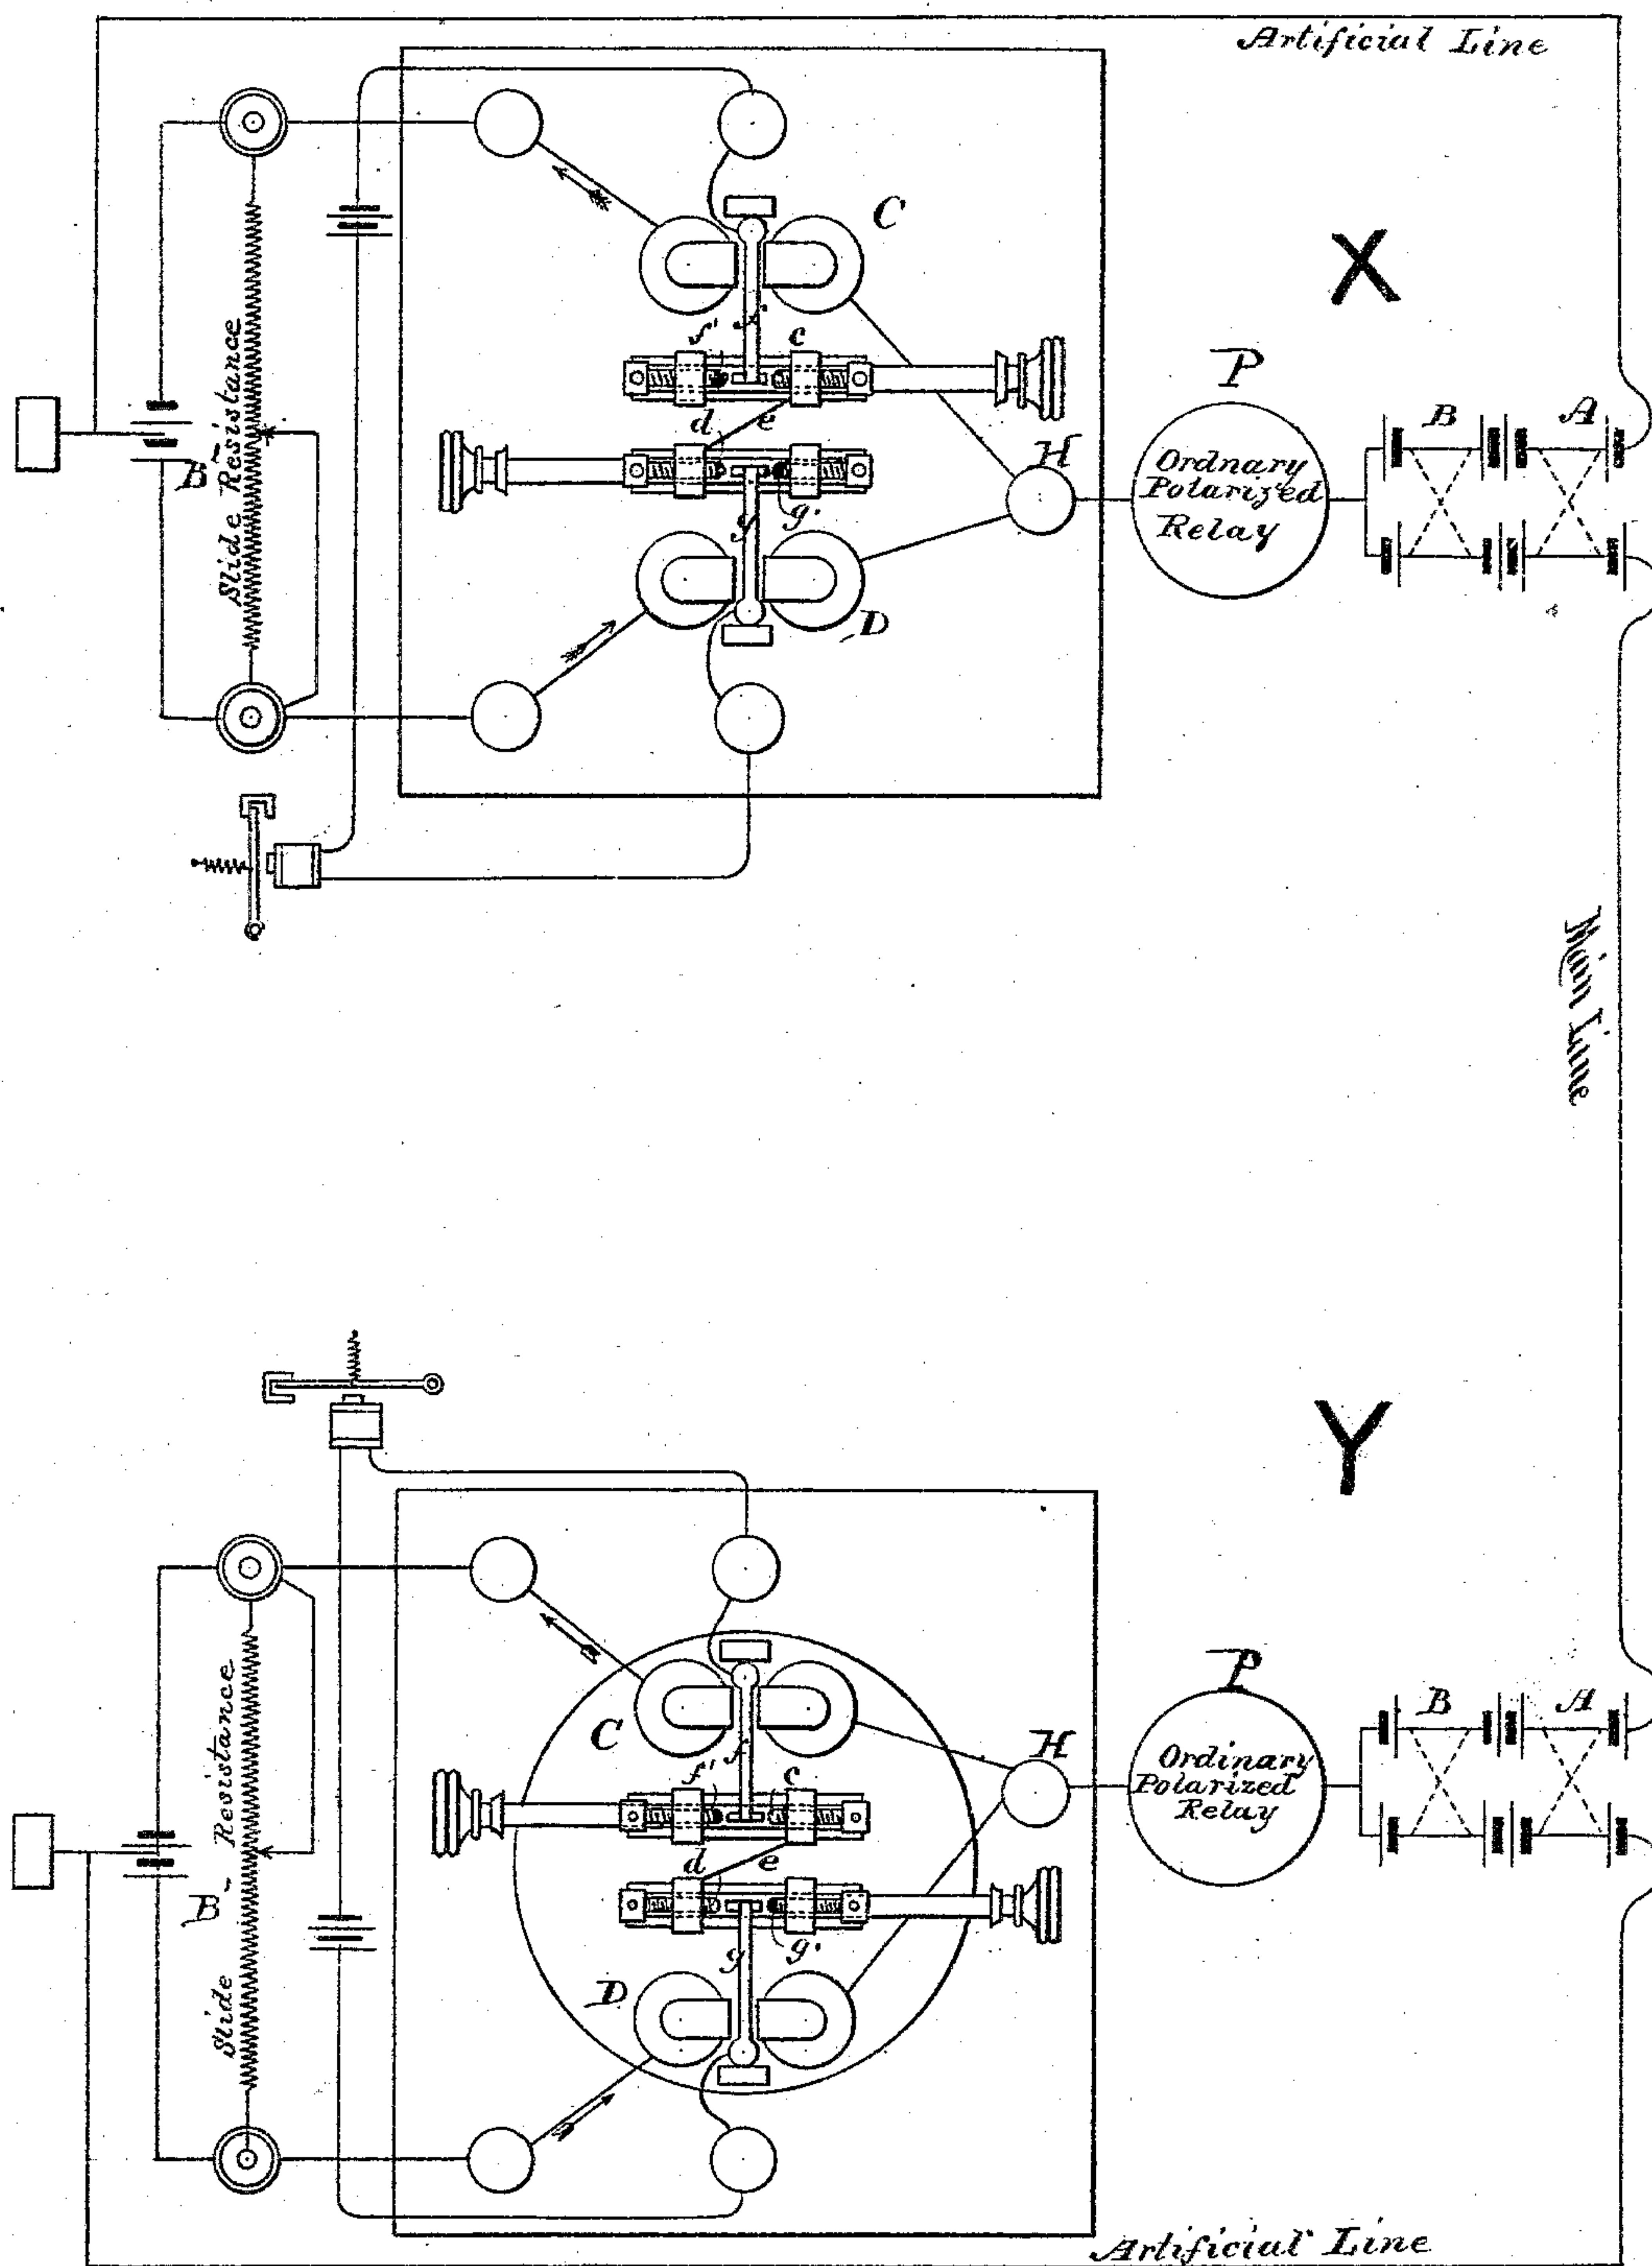 Artificial Line
C
X
Slide Resistance
f'
f
c
P
d
e
B
A
B'
H
Ordnary
Polarized
Relay
g
g'
D
Main Line
Y
P
B
A
C
f
H
f'
c
Ordinary
Polarized
Relay
Slide Resistance
d
e
B
g
g'
D
Artificial Line